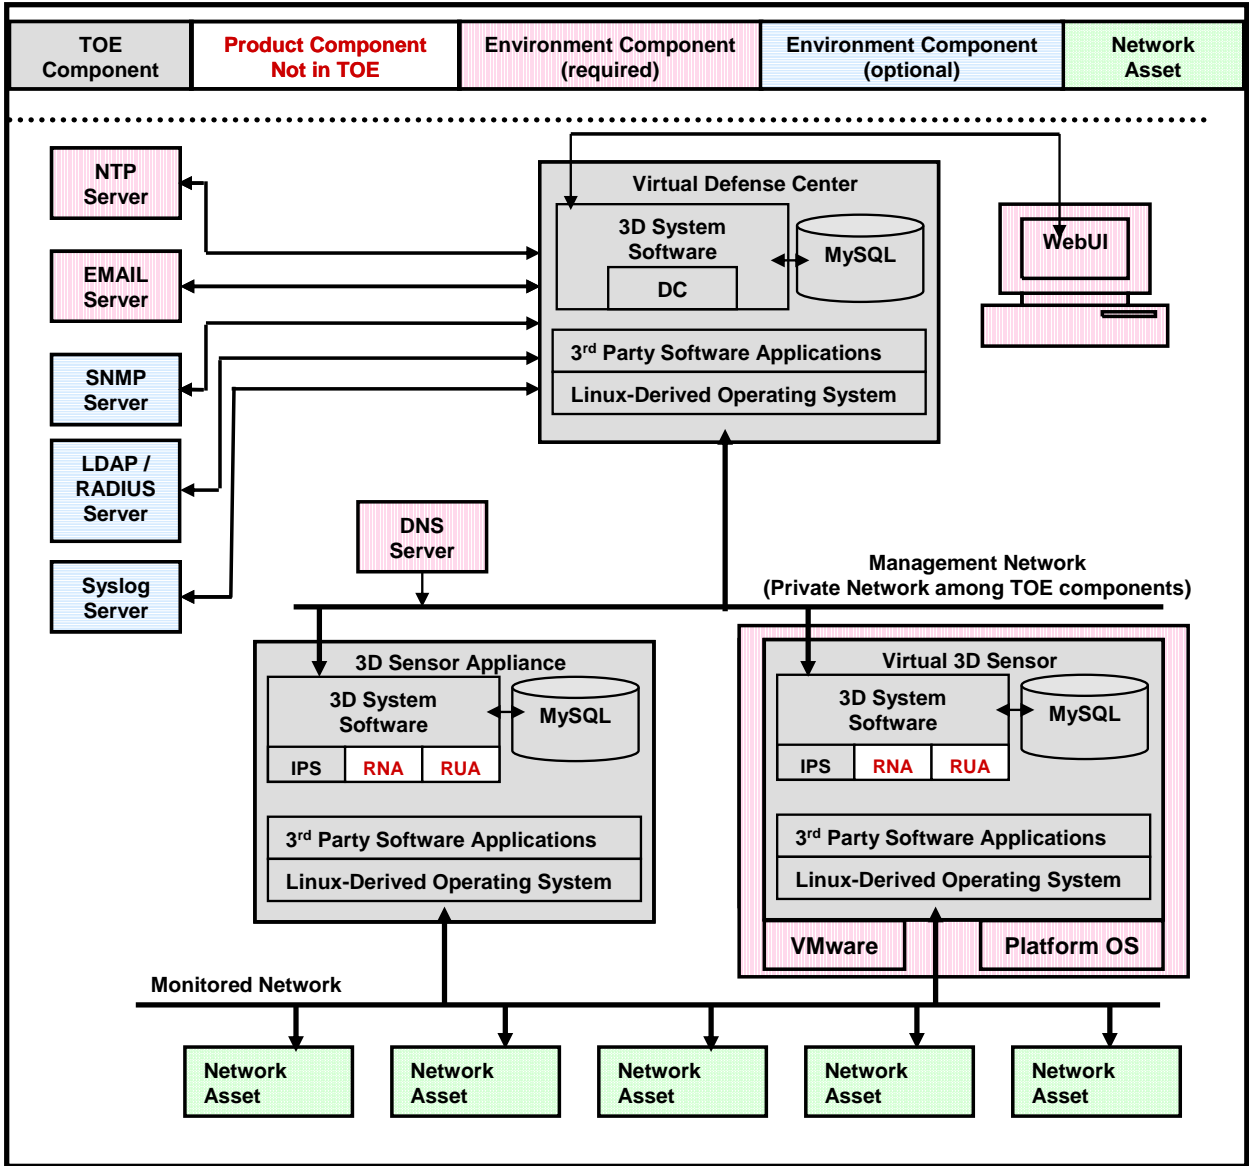 TOE
Component
Product Component
Not in TOE
Environment Component
(required)
Environment Component
(optional)
Network
Asset
NTP
Server
EMAIL
Server
SNMP
Server
LDAP /
RADIUS
Server
Syslog
Server
Virtual Defense Center
3D System
Software
DC
MySQL
3rd Party Software Applications
Linux-Derived Operating System
WebUI
DNS
Server
Management Network
(Private Network among TOE components)
3D Sensor Appliance
3D System
Software
MySQL
IPS
RNA
RUA
3rd Party Software Applications
Linux-Derived Operating System
Virtual 3D Sensor
3D System
Software
MySQL
IPS
RNA
RUA
3rd Party Software Applications
Linux-Derived Operating System
VMware
Platform OS
Monitored Network
Network
Asset
Network
Asset
Network
Asset
Network
Asset
Network
Asset